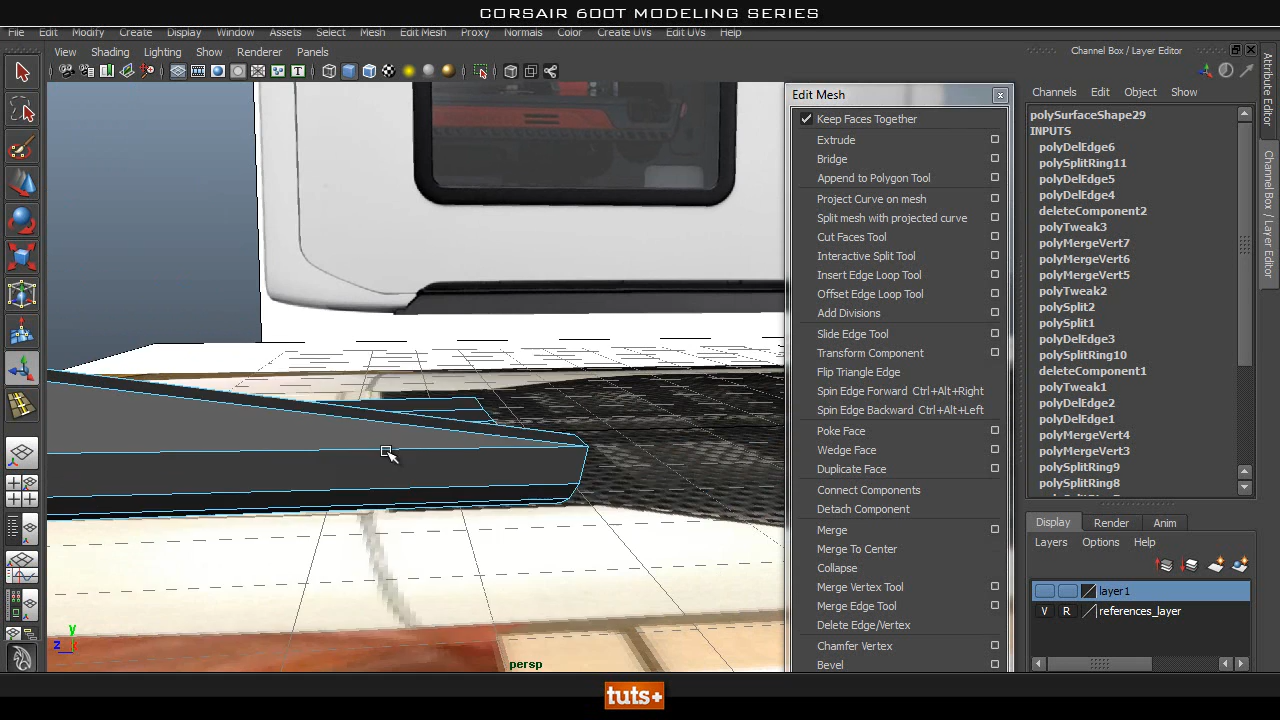 CORSAIR 600T MODELING SERIES
File Edit Modify Create Display Window Assets Select Mesh Edit Mesh Proxy Normals Color Create UVs Edit UVs Help
View Shading Lighting Show Renderer Panels
Channel Box / Layer Editor
Edit Mesh
Keep Faces Together
Extrude
Bridge
Append to Polygon Tool
Project Curve on mesh
Split mesh with projected curve
Cut Faces Tool
Interactive Split Tool
Insert Edge Loop Tool
Offset Edge Loop Tool
Add Divisions
Slide Edge Tool
Transform Component
Flip Triangle Edge
Spin Edge Forward Ctrl+Alt+Right
Spin Edge Backward Ctrl+Alt+Left
Poke Face
Wedge Face
Duplicate Face
Connect Components
Detach Component
Merge
Merge To Center
Collapse
Merge Vertex Tool
Merge Edge Tool
Delete Edge/Vertex
Chamfer Vertex
Bevel
Channels Edit Object Show
polySurfaceShape29
INPUTS
polyDelEdge6
polySplitRing11
polyDelEdge5
polyDelEdge4
deleteComponent2
polyTweak3
polyMergeVert7
polyMergeVert6
polyMergeVert5
polyTweak2
polySplit2
polySplit1
polyDelEdge3
polySplitRing10
deleteComponent1
polyTweak1
polyDelEdge2
polyDelEdge1
polyMergeVert4
polyMergeVert3
polySplitRing9
polySplitRing8
Display Render Anim
Layers Options Help
layer1
V R references_layer
Attribute Editor
Channel Box / Layer Editor
y
z
persp
tuts+